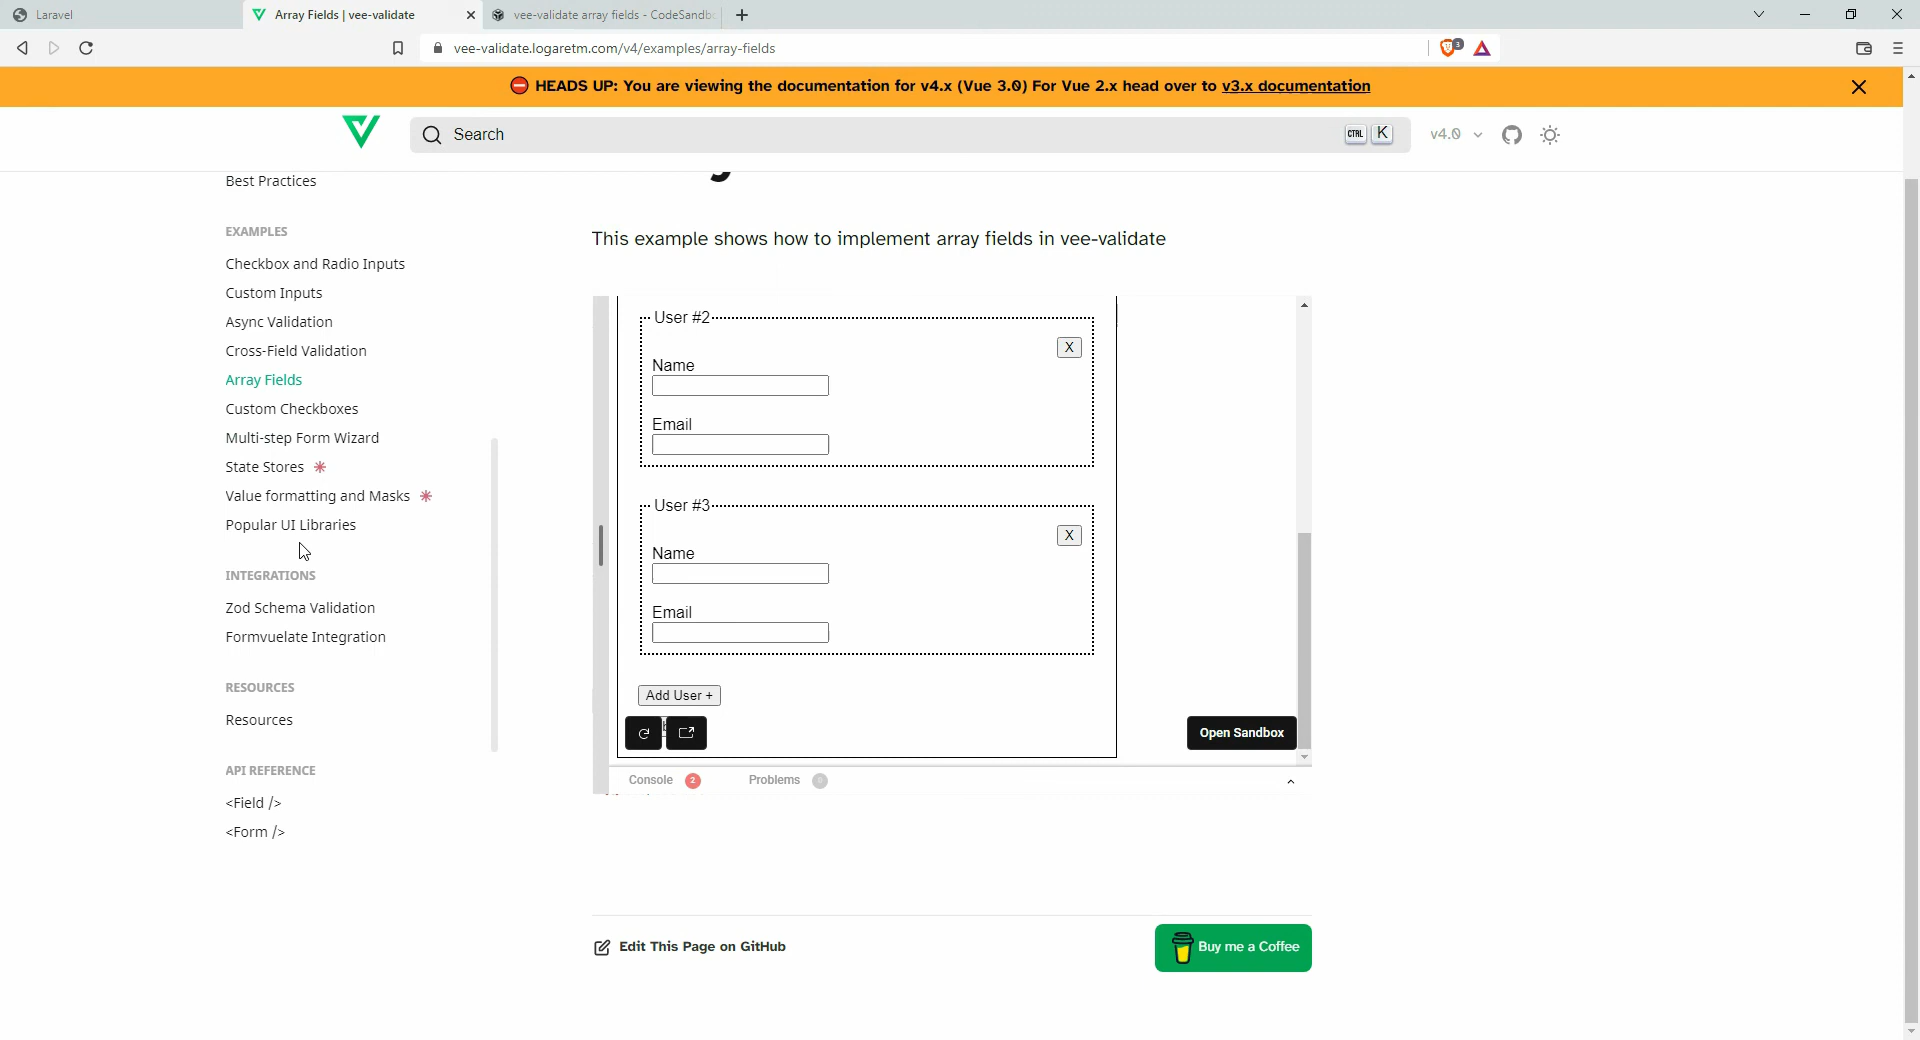 Laravel
Array Fields | vee-validate
vee-validate array fields - CodeSandb
vee-validate.logaretm.com/v4/examples/array-fields
3
HEADS UP: You are viewing the documentation for v4.x (Vue 3.0) For Vue 2.x head over to v3.x documentation
Search
CTRL K
v4.0
Best Practices
EXAMPLES
Checkbox and Radio Inputs
Custom Inputs
Async Validation
Cross-Field Validation
Array Fields
Custom Checkboxes
Multi-step Form Wizard
State Stores
Value formatting and Masks
Popular UI Libraries
INTEGRATIONS
Zod Schema Validation
Formvuelate Integration
RESOURCES
Resources
API REFERENCE
<Field />
<Form />
This example shows how to implement array fields in vee-validate
User #2
X
Name
Email
User #3
X
Name
Email
Add User +
Open Sandbox
Console 2
Problems 0
Edit This Page on GitHub
Buy me a Coffee